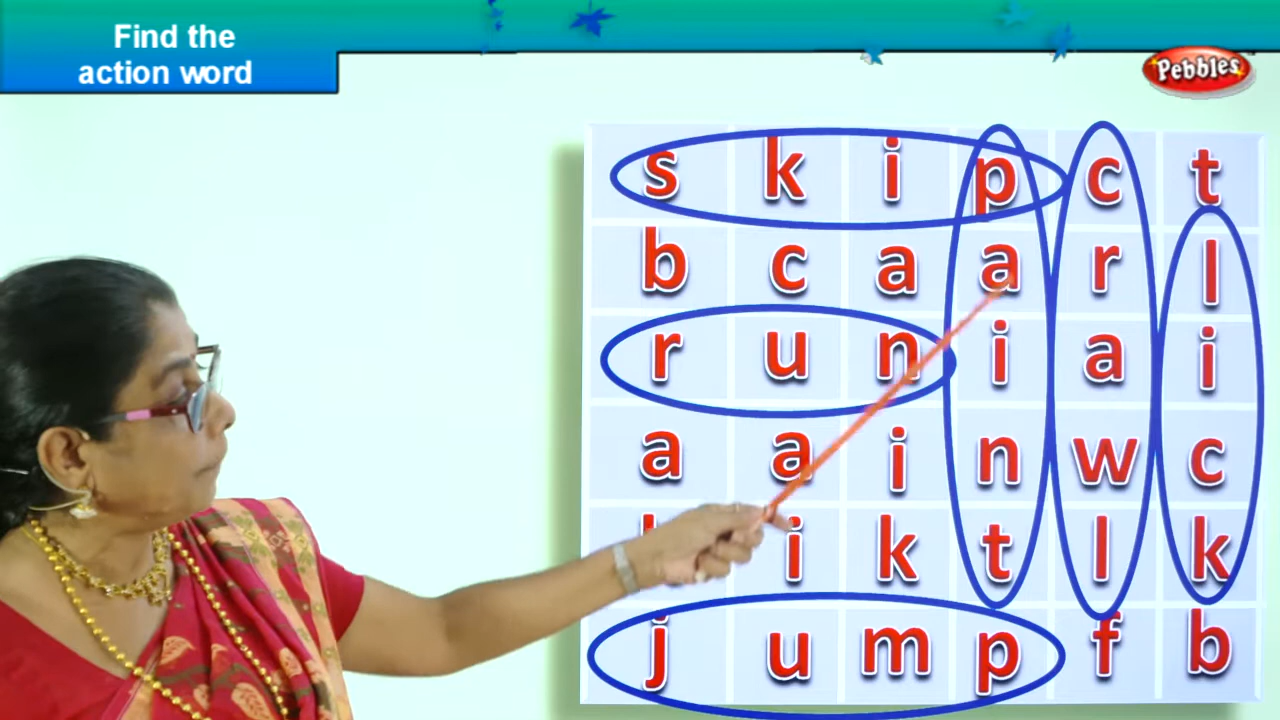 Find the
action word
Pebbles
s k i p c t
b c a a r l
r u n i a i
a a i n w c
i k t l k
j u m p f b